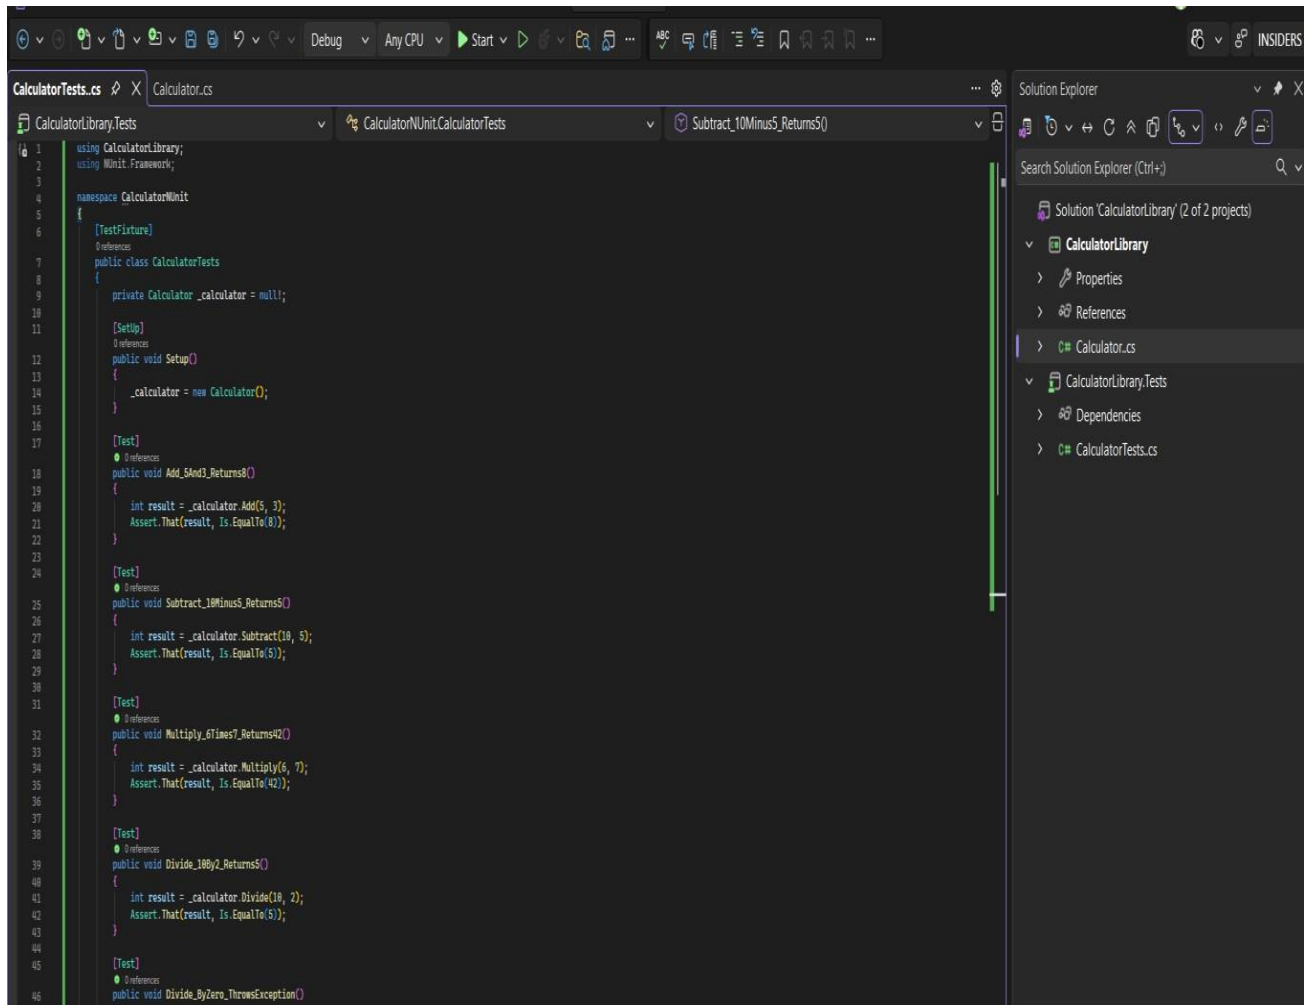 Debug Any CPU Start INSIDERS
CalculatorTests..cs Calculator..cs
CalculatorLibrary.Tests CalculatorNUnit.CalculatorTests Subtract_10Minus5_Returns5()
1 using CalculatorLibrary;
2 using NUnit.Framework;
3
4 namespace CalculatorNUnit
5 {
6 [TestFixture]
0 references
7 public class CalculatorTests
8 {
9 private Calculator _calculator = null!;
10
11 [SetUp]
0 references
12 public void Setup()
13 {
14 _calculator = new Calculator();
15 }
16
17 [Test]
0 references
18 public void Add_5And3_Returns8()
19 {
20 int result = _calculator.Add(5, 3);
21 Assert.That(result, Is.EqualTo(8));
22 }
23
24 [Test]
0 references
25 public void Subtract_10Minus5_Returns5()
26 {
27 int result = _calculator.Subtract(10, 5);
28 Assert.That(result, Is.EqualTo(5));
29 }
30
31 [Test]
0 references
32 public void Multiply_6Times7_Returns42()
33 {
34 int result = _calculator.Multiply(6, 7);
35 Assert.That(result, Is.EqualTo(42));
36 }
37
38 [Test]
0 references
39 public void Divide_10By2_Returns5()
40 {
41 int result = _calculator.Divide(10, 2);
42 Assert.That(result, Is.EqualTo(5));
43 }
44
45 [Test]
0 references
46 public void Divide_ByZero_ThrowsException()
Solution Explorer
Search Solution Explorer (Ctrl+;)
Solution 'CalculatorLibrary' (2 of 2 projects)
CalculatorLibrary
Properties
References
C# Calculator..cs
CalculatorLibrary.Tests
Dependencies
C# CalculatorTests..cs